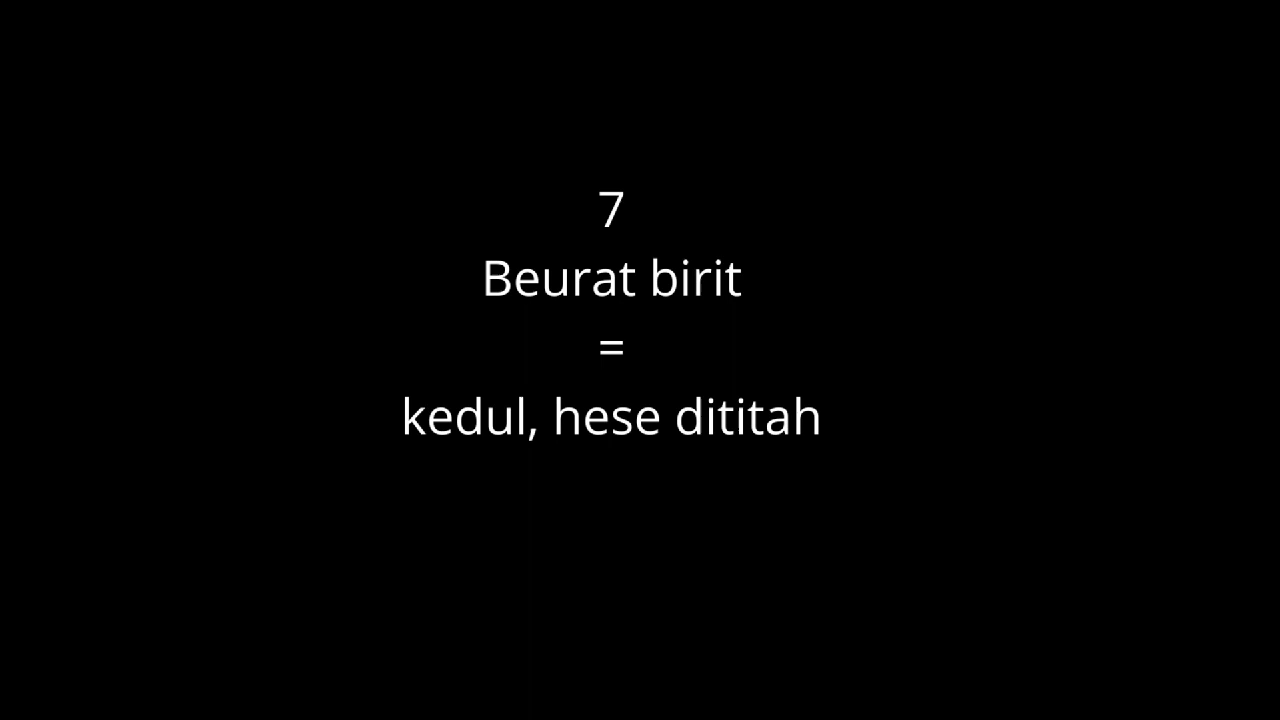 7
Beurat birit
=
kedul, hese dititah